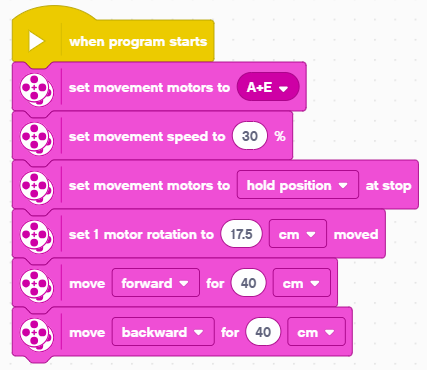 when program starts
set movement motors to A+E
set movement speed to 30 %
set movement motors to hold position at stop
set 1 motor rotation to 17.5 cm moved
move forward for 40 cm
move backward for 40 cm